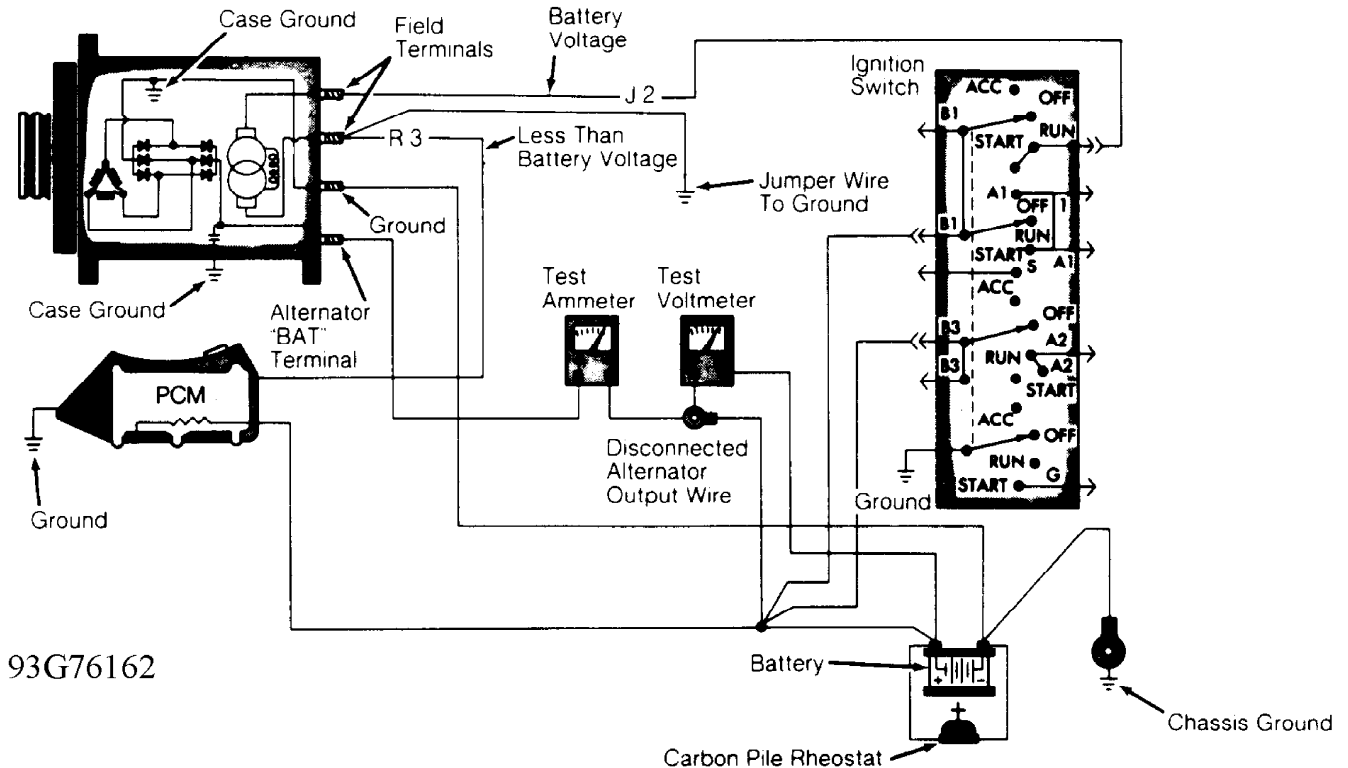 Case Ground
Field
Terminals
Battery
Voltage
J 2
Ignition
Switch
ACC
OFF
B1
START
RUN
R 3
Less Than
Battery Voltage
Jumper Wire
To Ground
A1
1
OFF
B1
RUN
START
A1
S
ACC
Ground
Case Ground
Alternator
"BAT"
Terminal
Test
Ammeter
Test
Voltmeter
OFF
B3
A2
RUN
A2
B3
START
ACC
OFF
RUN
G
START
PCM
Ground
Disconnected
Alternator
Output Wire
Ground
93G76162
Battery
+
-
+
Carbon Pile Rheostat
Chassis Ground